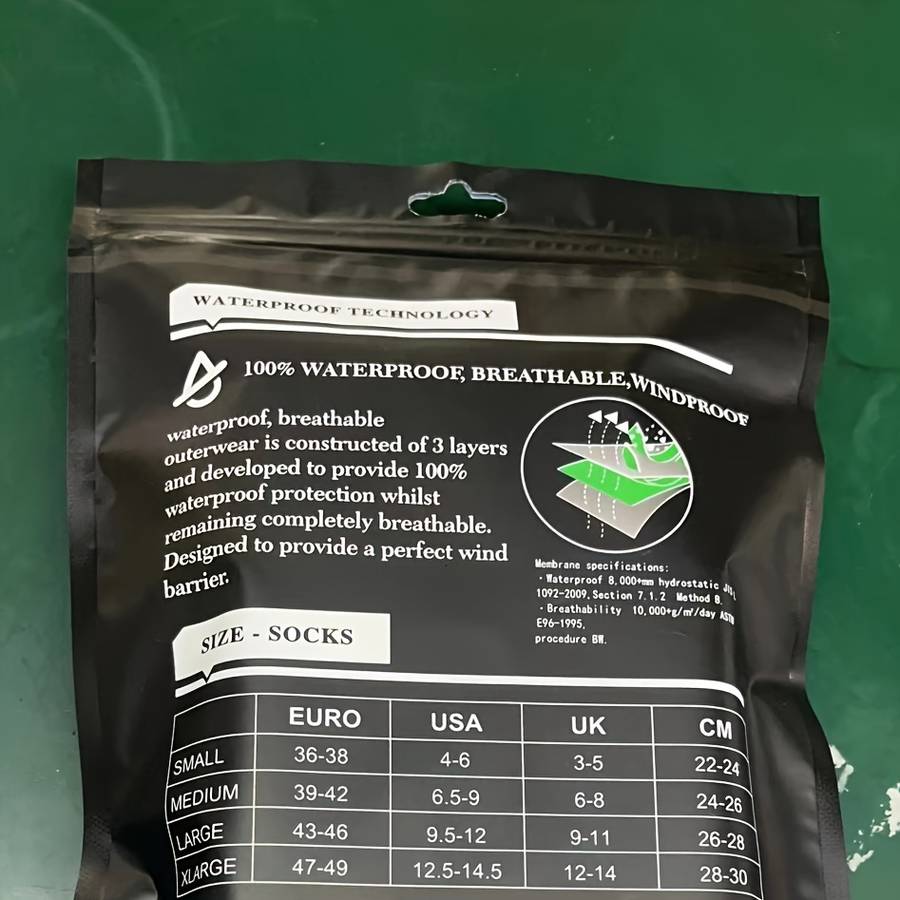 WATERPROOF TECHNOLOGY
100% WATERPROOF, BREATHABLE,WINDPROOF
waterproof, breathable
outerwear is constructed of 3 layers
and developed to provide 100%
waterproof protection whilst
remaining completely breathable.
Designed to provide a perfect wind
barrier.
Membrane specifications:
·Waterproof 8,000+mm hydrostatic JIS-L
1092-2009,Section 7.1.2 Method B.
·Breathability 10,000+g/㎡/day ASTM
E96-1995,
procedure BW.
SIZE - SOCKS
EURO USA UK CM
SMALL 36-38 4-6 3-5 22-24
MEDIUM 39-42 6.5-9 6-8 24-26
LARGE 43-46 9.5-12 9-11 26-28
XLARGE 47-49 12.5-14.5 12-14 28-30